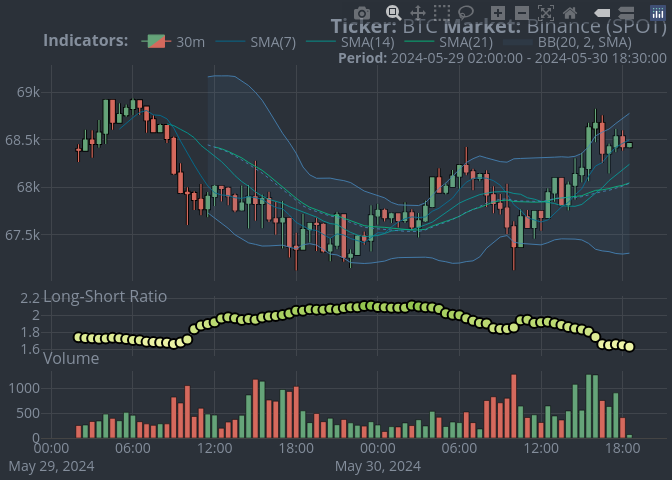 Ticker: BTC Market: Binance (SPOT)
Indicators: 30m SMA(7) SMA(14) SMA(21) BB(20, 2, SMA)
Period: 2024-05-29 02:00:00 - 2024-05-30 18:30:00
69k
68.5k
68k
67.5k
2.2 Long-Short Ratio
2
1.8
1.6
Volume
1000
500
0
00:00 06:00 12:00 18:00 00:00 06:00 12:00 18:00
May 29, 2024 May 30, 2024